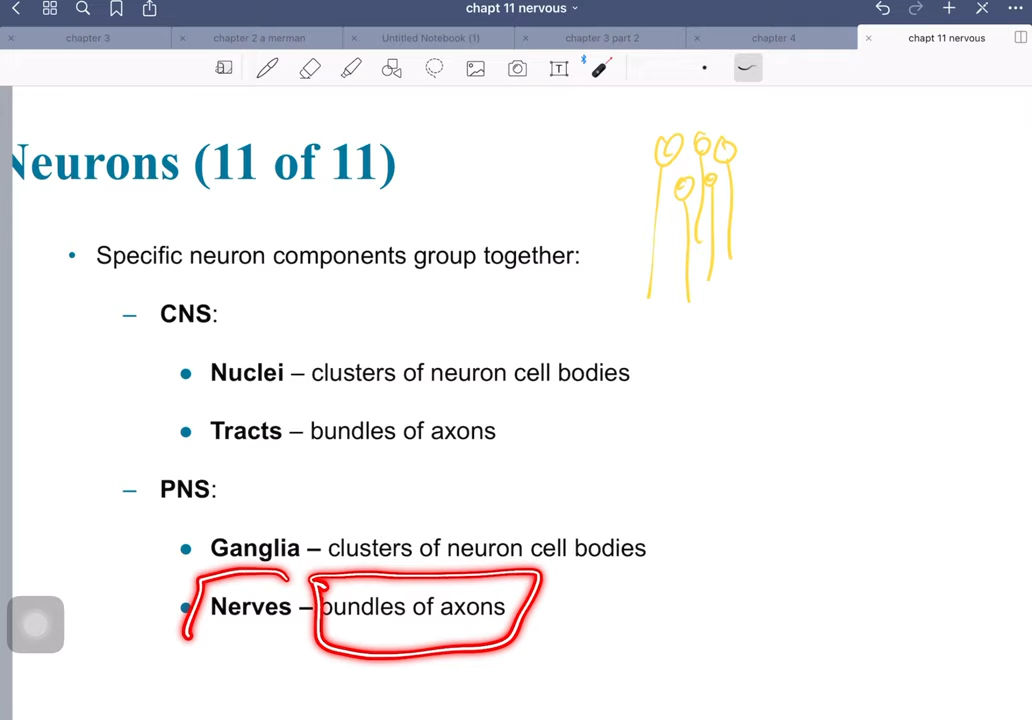 chapt 11 nervous
chapter 3
chapter 2 a merman
Untitled Notebook (1)
chapter 3 part 2
chapter 4
chapt 11 nervous
T
Neurons (11 of 11)
• Specific neuron components group together:
– CNS:
• Nuclei – clusters of neuron cell bodies
• Tracts – bundles of axons
– PNS:
• Ganglia – clusters of neuron cell bodies
• Nerves – bundles of axons